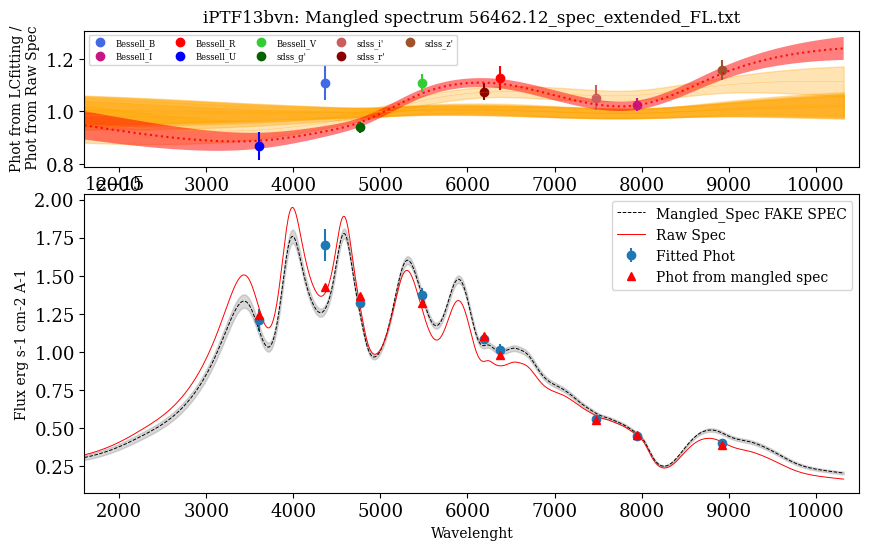 iPTF13bvn: Mangled spectrum 56462.12_spec_extended_FL.txt
Phot from LCfitting /
Phot from Raw Spec
1.2
1.0
0.8
Bessell_B
Bessell_R
Bessell_V
sdss_i'
sdss_z'
Bessell_I
Bessell_U
sdss_g'
sdss_r'
2000 3000 4000 5000 6000 7000 8000 9000 10000
1e−15
Flux erg s-1 cm-2 A-1
2.00
1.75
1.50
1.25
1.00
0.75
0.50
0.25
Mangled_Spec FAKE SPEC
Raw Spec
Fitted Phot
Phot from mangled spec
2000 3000 4000 5000 6000 7000 8000 9000 10000
Wavelenght